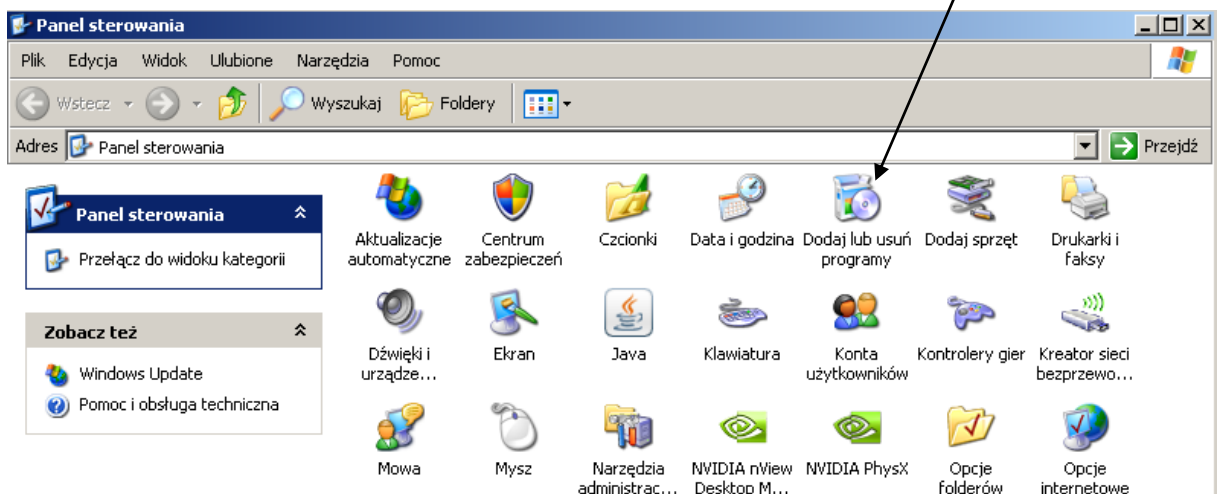 Panel sterowania
Plik Edycja Widok Ulubione Narzędzia Pomoc
Wstecz Wyszukaj Foldery
Adres Panel sterowania Przejdź
Panel sterowania
Przełącz do widoku kategorii
Zobacz też
Windows Update
Pomoc i obsługa techniczna
Aktualizacje
automatyczne
Centrum
zabezpieczeń
Czcionki
Data i godzina
Dodaj lub usuń
programy
Dodaj sprzęt
Drukarki i
faksy
Dźwięki i
urządze...
Ekran
Java
Klawiatura
Konta
użytkowników
Kontrolery gier
Kreator sieci
bezprzewo...
Mowa
Mysz
Narzędzia
administrac...
NVIDIA nView
Desktop M...
NVIDIA PhysX
Opcje
folderów
Opcje
internetowe